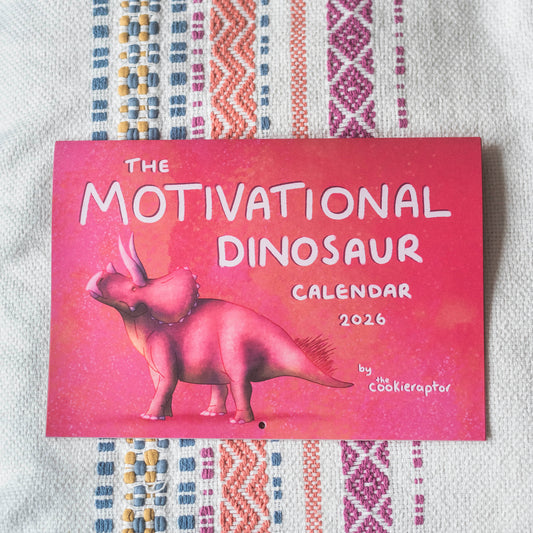 THE
MOTIVATIONAL
DINOSAUR
CALENDAR
2026
by
the
cookieraptor